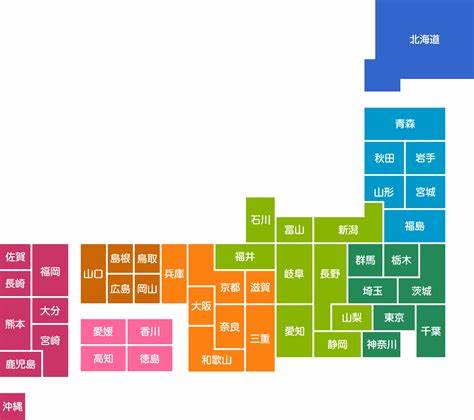 北海道
青森
秋田
岩手
山形
宮城
福島
石川
富山
新潟
福井
岐阜
長野
群馬
栃木
埼玉
茨城
山梨
東京
千葉
愛知
静岡
神奈川
山口
島根
鳥取
広島
岡山
兵庫
大阪
京都
滋賀
奈良
三重
和歌山
愛媛
香川
高知
徳島
佐賀
福岡
長崎
大分
熊本
宮崎
鹿児島
沖縄